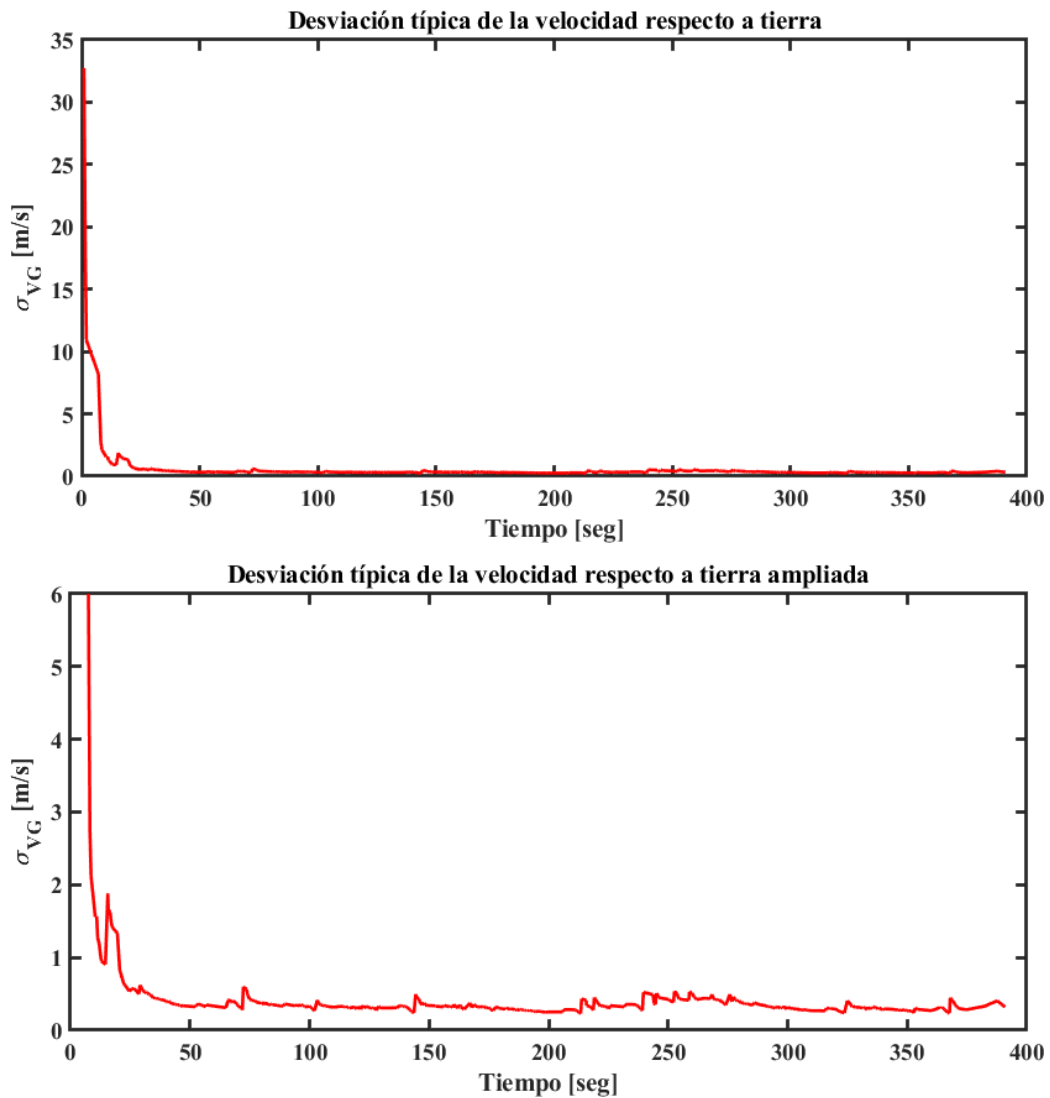 Desviación típica de la velocidad respecto a tierra
35
30
25
20
15
10
5
0
σVG [m/s]
0 50 100 150 200 250 300 350 400
Tiempo [seg]
Desviación típica de la velocidad respecto a tierra ampliada
6
5
4
3
2
1
0
σVG [m/s]
0 50 100 150 200 250 300 350 400
Tiempo [seg]